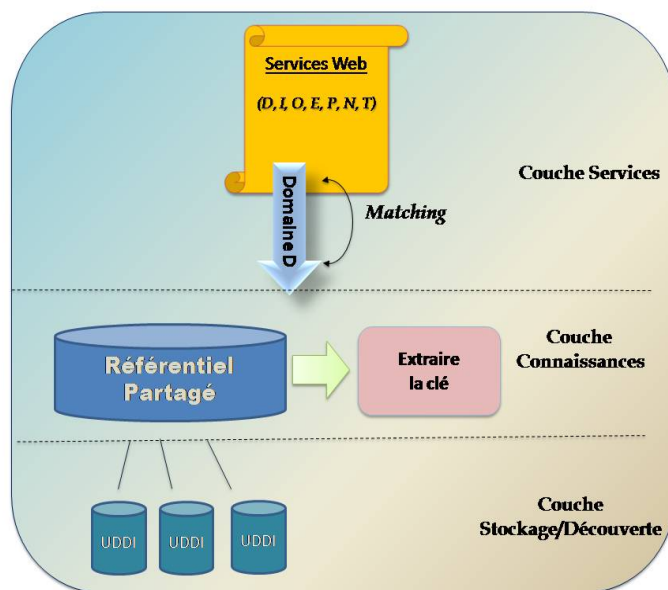 Services Web
(D, I, O, E, P, N, T)
Couche Services
Domaine D
Matching
Couche
Connaissances
Référentiel
Partagé
Extraire
la clé
Couche
Stockage/Découverte
UDDI
UDDI
UDDI